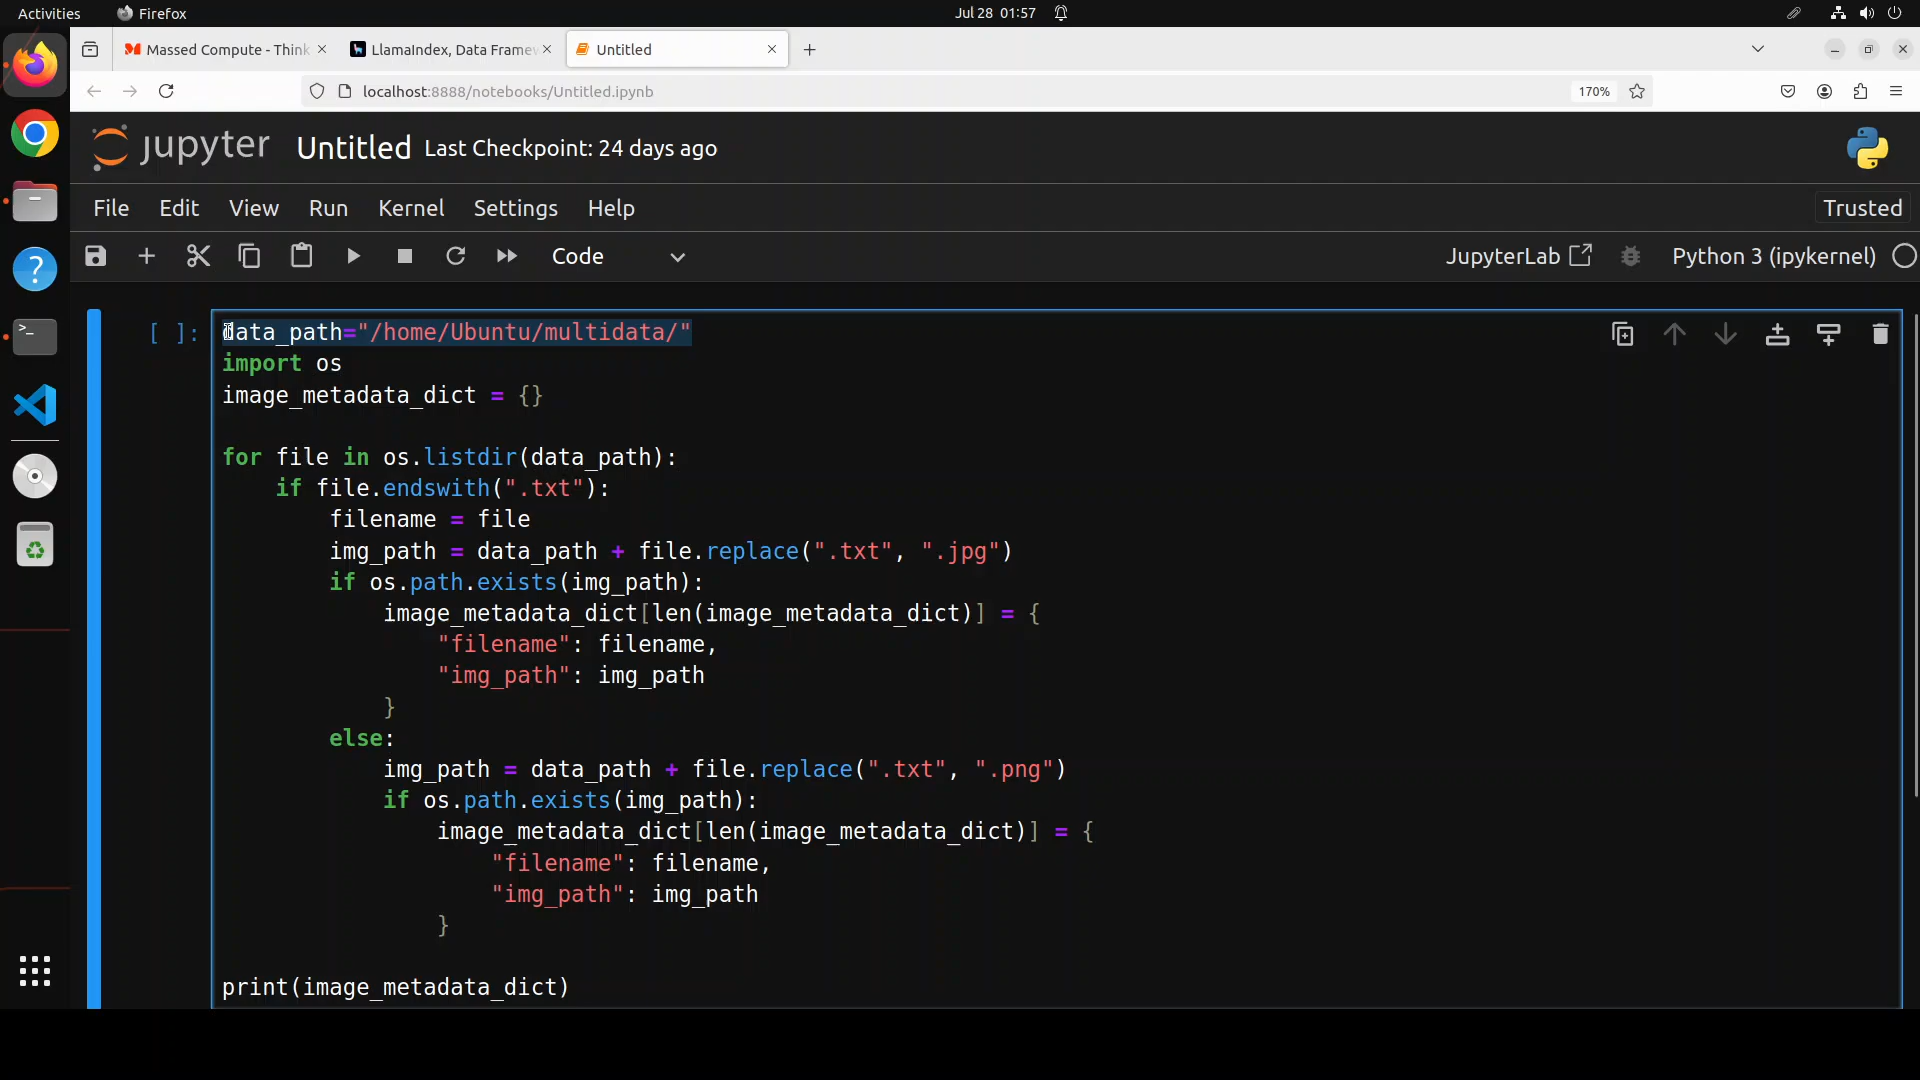 Activities Firefox Jul 28 01:57
Massed Compute - Think LlamaIndex, Data Framew Untitled
localhost:8888/notebooks/Untitled.ipynb 170%
jupyter Untitled Last Checkpoint: 24 days ago
File Edit View Run Kernel Settings Help Trusted
Code JupyterLab Python 3 (ipykernel)
[ ]: data_path="/home/Ubuntu/multidata/"
import os
image_metadata_dict = {}
for file in os.listdir(data_path):
    if file.endswith(".txt"):
        filename = file
        img_path = data_path + file.replace(".txt", ".jpg")
        if os.path.exists(img_path):
            image_metadata_dict[len(image_metadata_dict)] = {
                "filename": filename,
                "img_path": img_path
            }
        else:
            img_path = data_path + file.replace(".txt", ".png")
            if os.path.exists(img_path):
                image_metadata_dict[len(image_metadata_dict)] = {
                    "filename": filename,
                    "img_path": img_path
                }
print(image_metadata_dict)